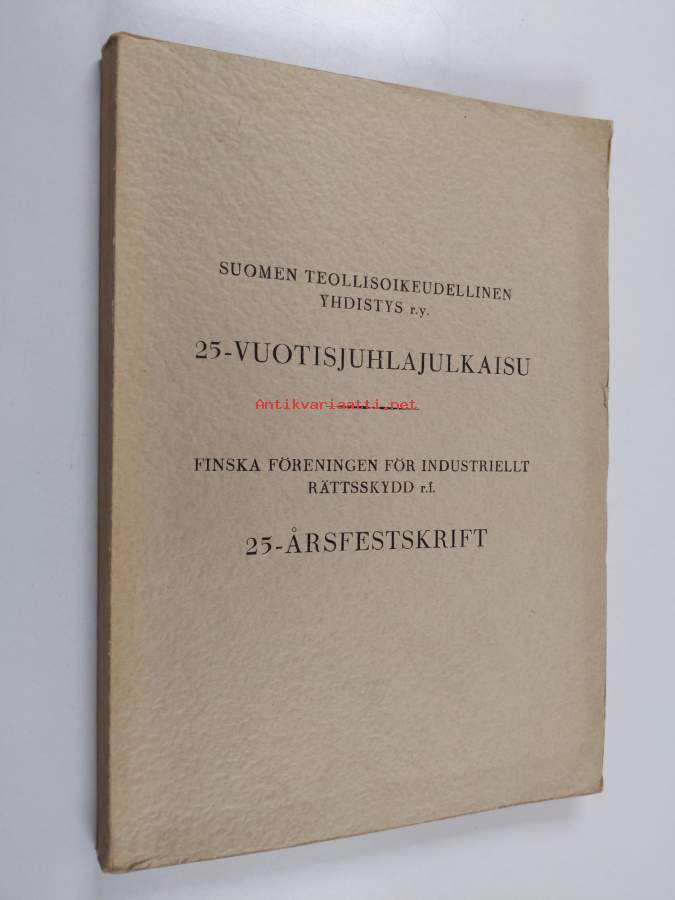 SUOMEN TEOLLISOIKEUDELLINEN
YHDISTYS r.y.
25-VUOTISJUHLAJULKAISU
Antikvariaatti.net
FINSKA FÖRENINGEN FÖR INDUSTRIELLT
RÄTTSSKYDD r.f.
25-ÅRSFESTSKRIFT